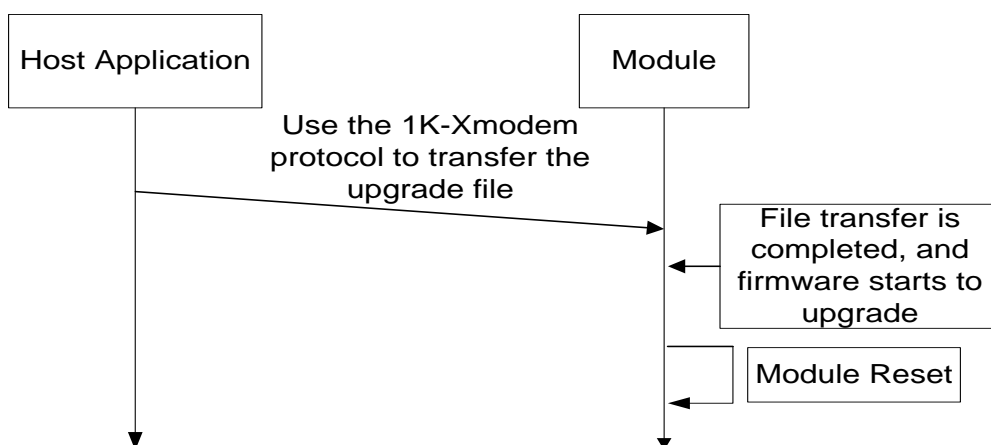 Host Application
Module
Use the 1K-Xmodem
protocol to transfer the
upgrade file
File transfer is
completed, and
firmware starts to
upgrade
Module Reset